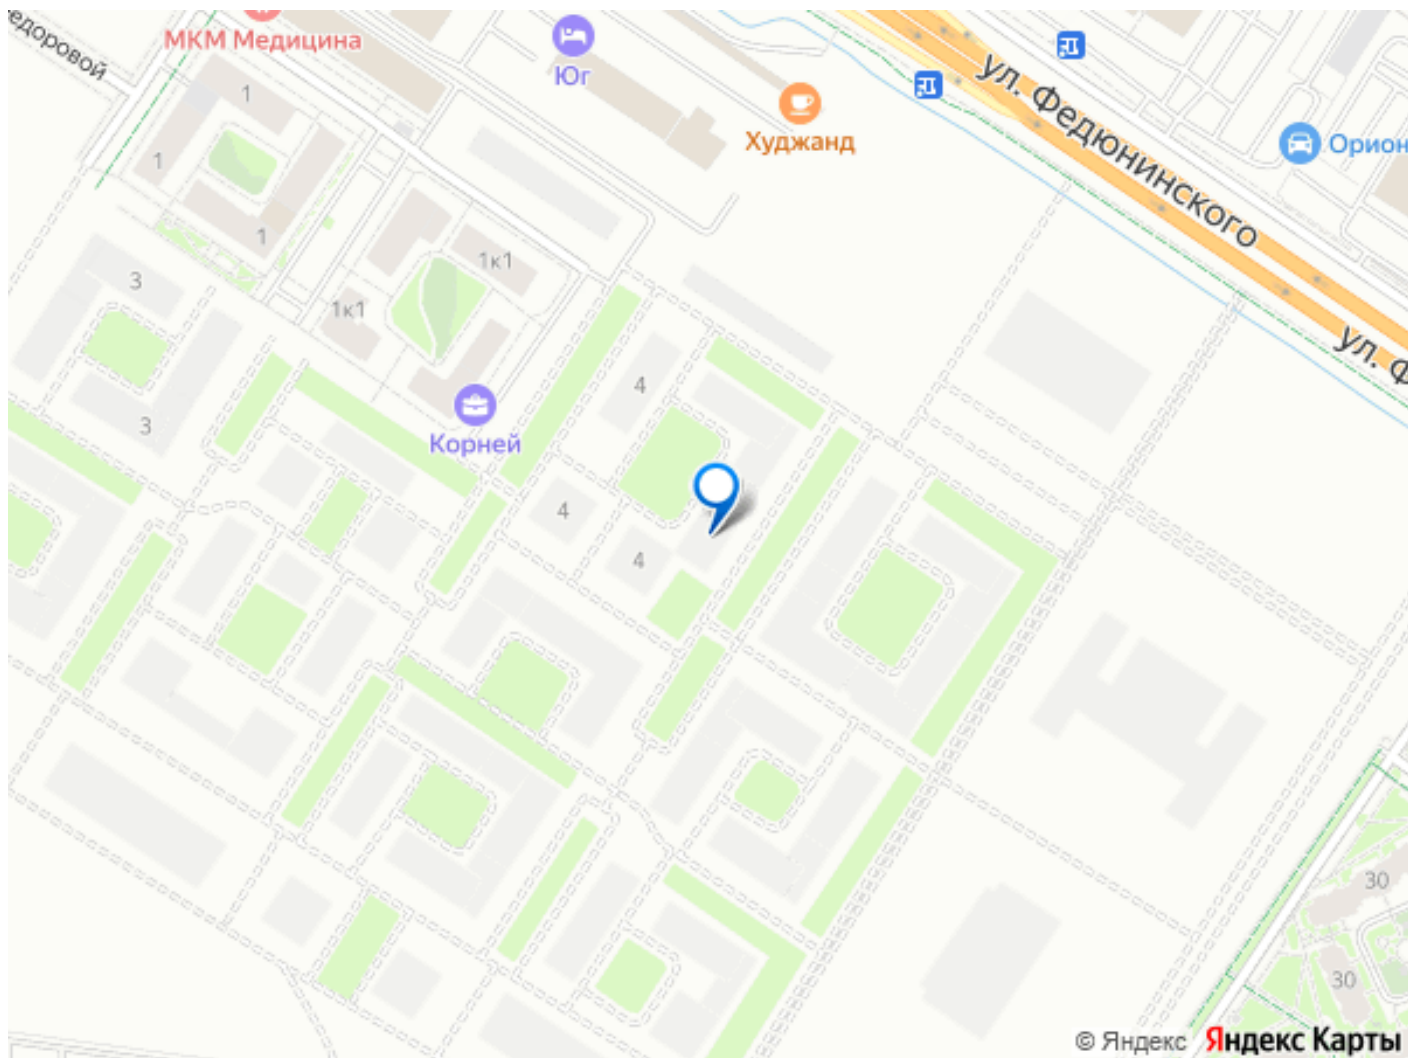 едоровой
МКМ Медицина
Юг
Худжанд
ул. Федюнинского
Орион
ул. Ф
1
1
1
1к1
1к1
3
3
4
4
4
Корней
30
30
© Яндекс Яндекс Карты